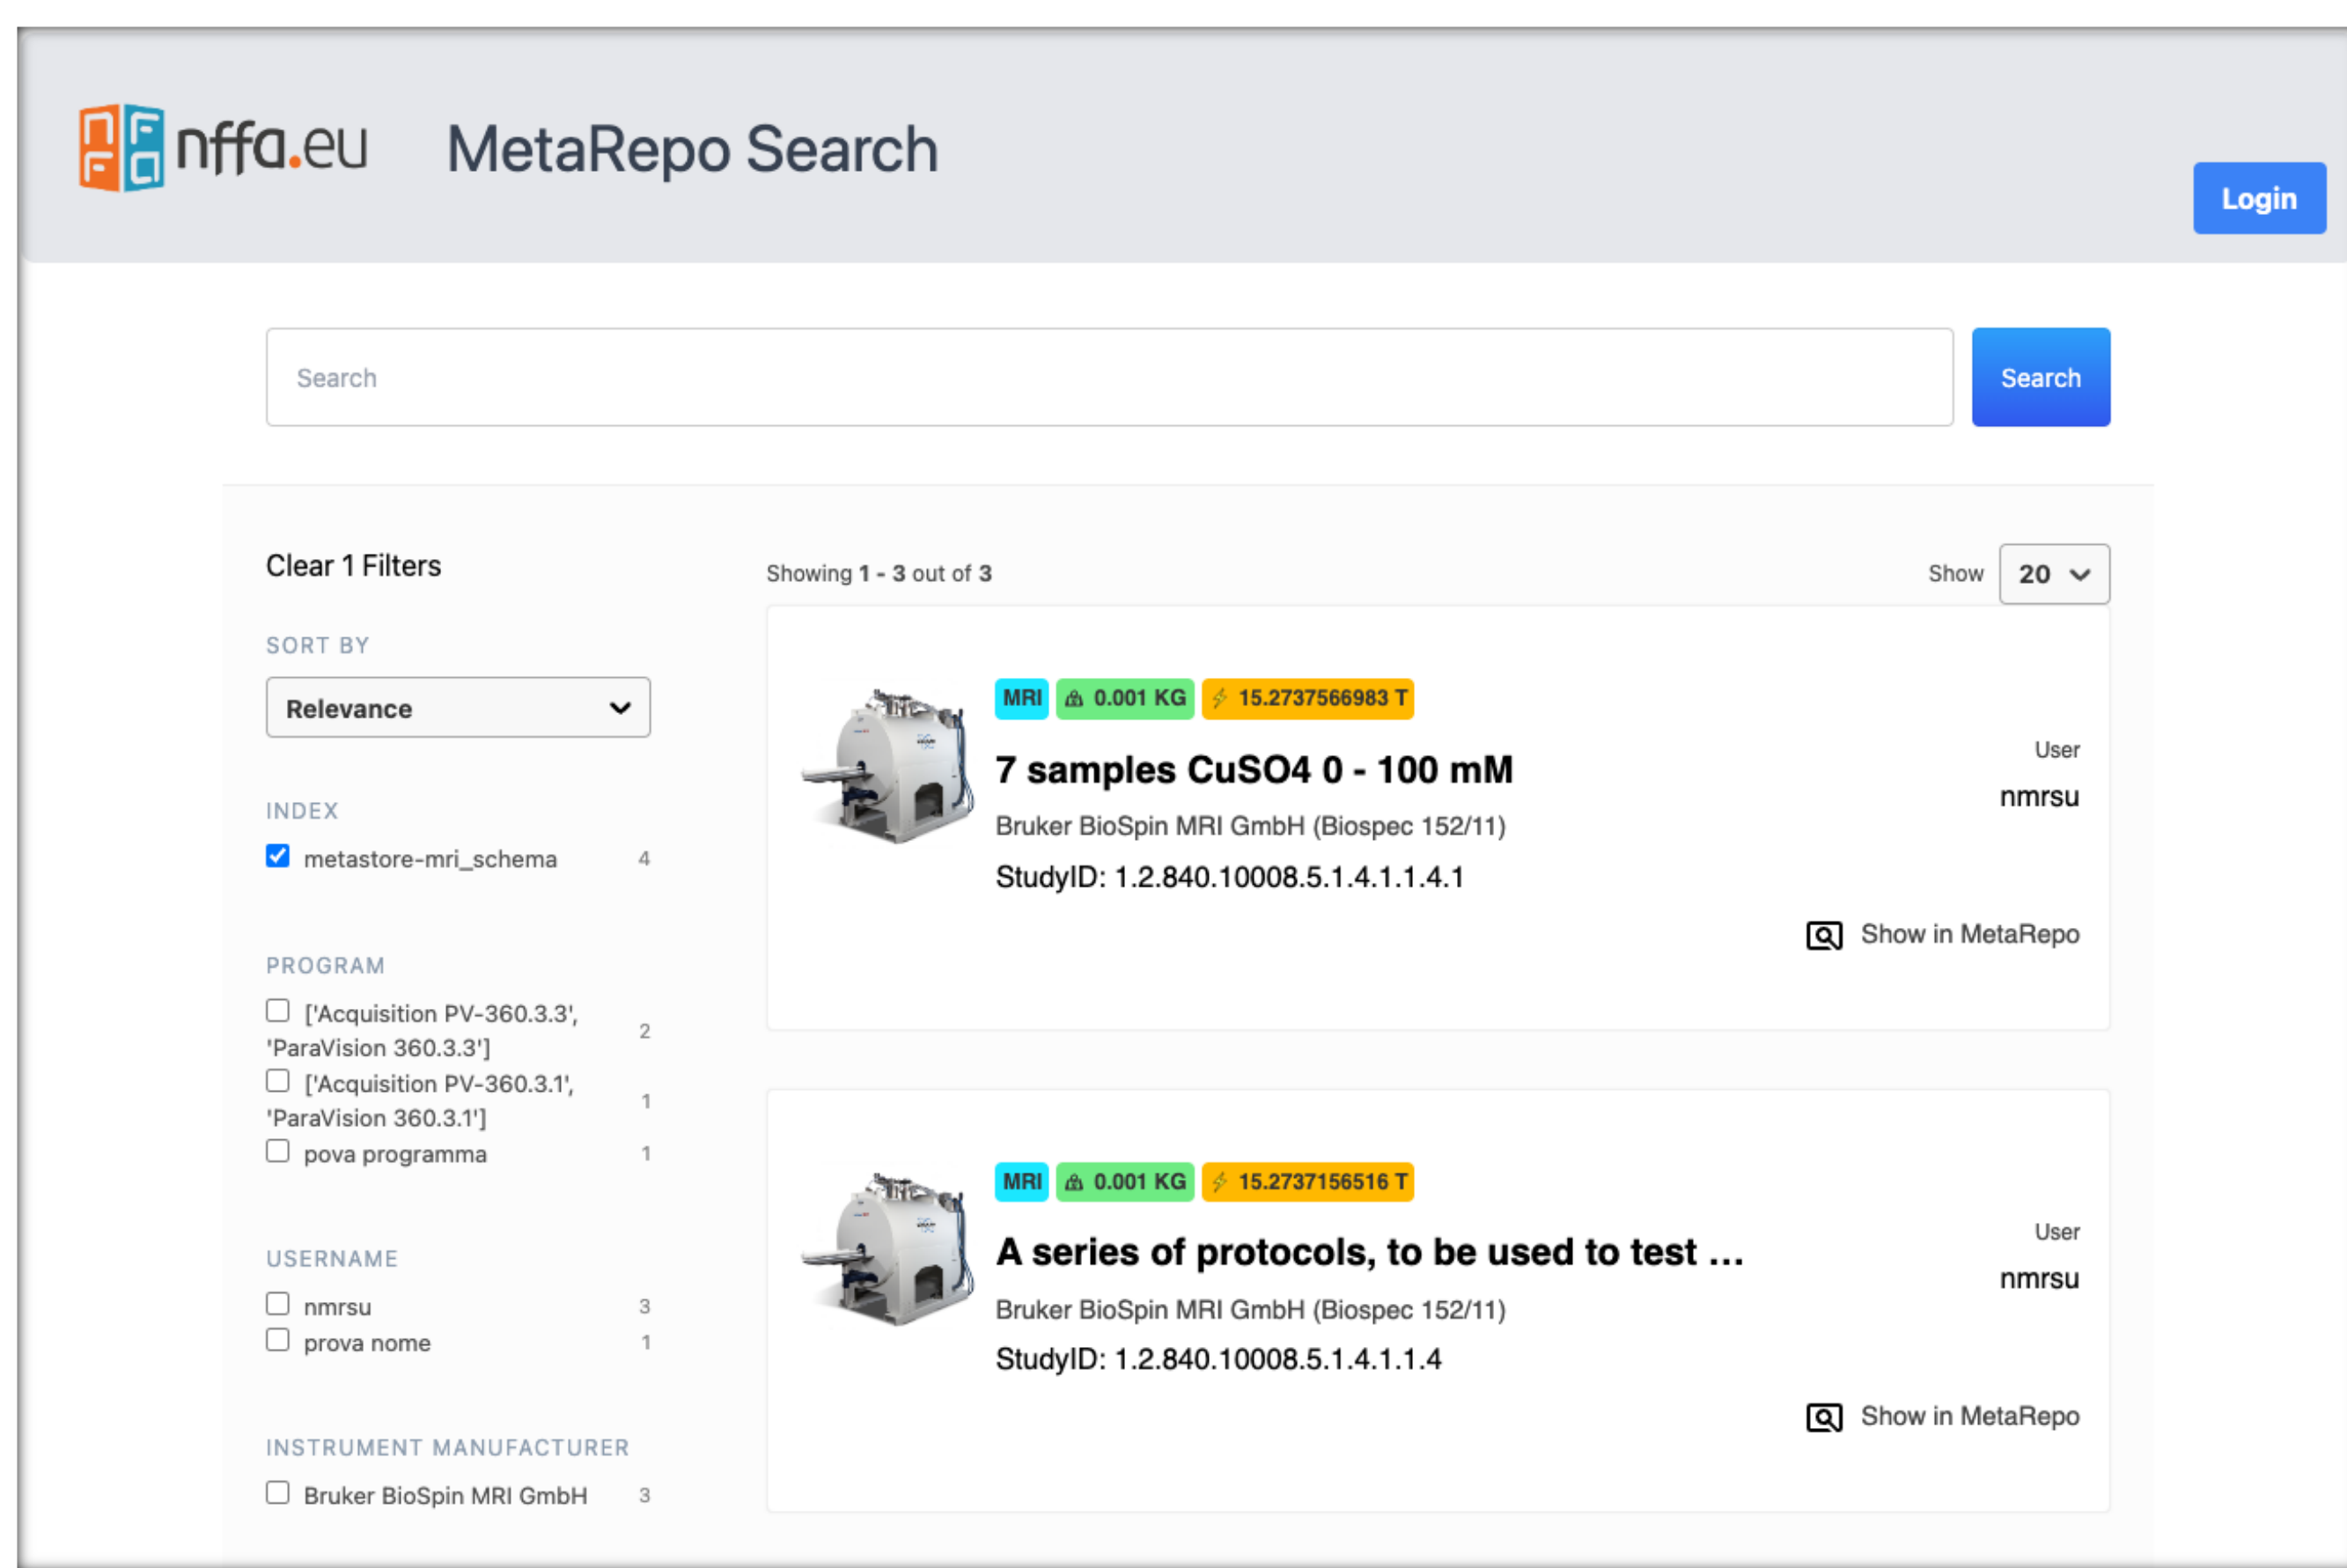 nffa.eu
MetaRepo Search
Login
Search
Search
Clear 1 Filters
SORT BY
Relevance
INDEX
metastore-mri_schema 4
PROGRAM
['Acquisition PV-360.3.3', 'ParaVision 360.3.3'] 2
['Acquisition PV-360.3.1', 'ParaVision 360.3.1'] 1
pova programma 1
USERNAME
nmrsu 3
prova nome 1
INSTRUMENT MANUFACTURER
Bruker BioSpin MRI GmbH 3
Showing 1 - 3 out of 3
Show 20
MRI 0.001 KG 15.2737566983 T
7 samples CuSO4 0 - 100 mM
Bruker BioSpin MRI GmbH (Biospec 152/11)
StudyID: 1.2.840.10008.5.1.4.1.1.4.1
User
nmrsu
Show in MetaRepo
MRI 0.001 KG 15.2737156516 T
A series of protocols, to be used to test ...
Bruker BioSpin MRI GmbH (Biospec 152/11)
StudyID: 1.2.840.10008.5.1.4.1.1.4
User
nmrsu
Show in MetaRepo